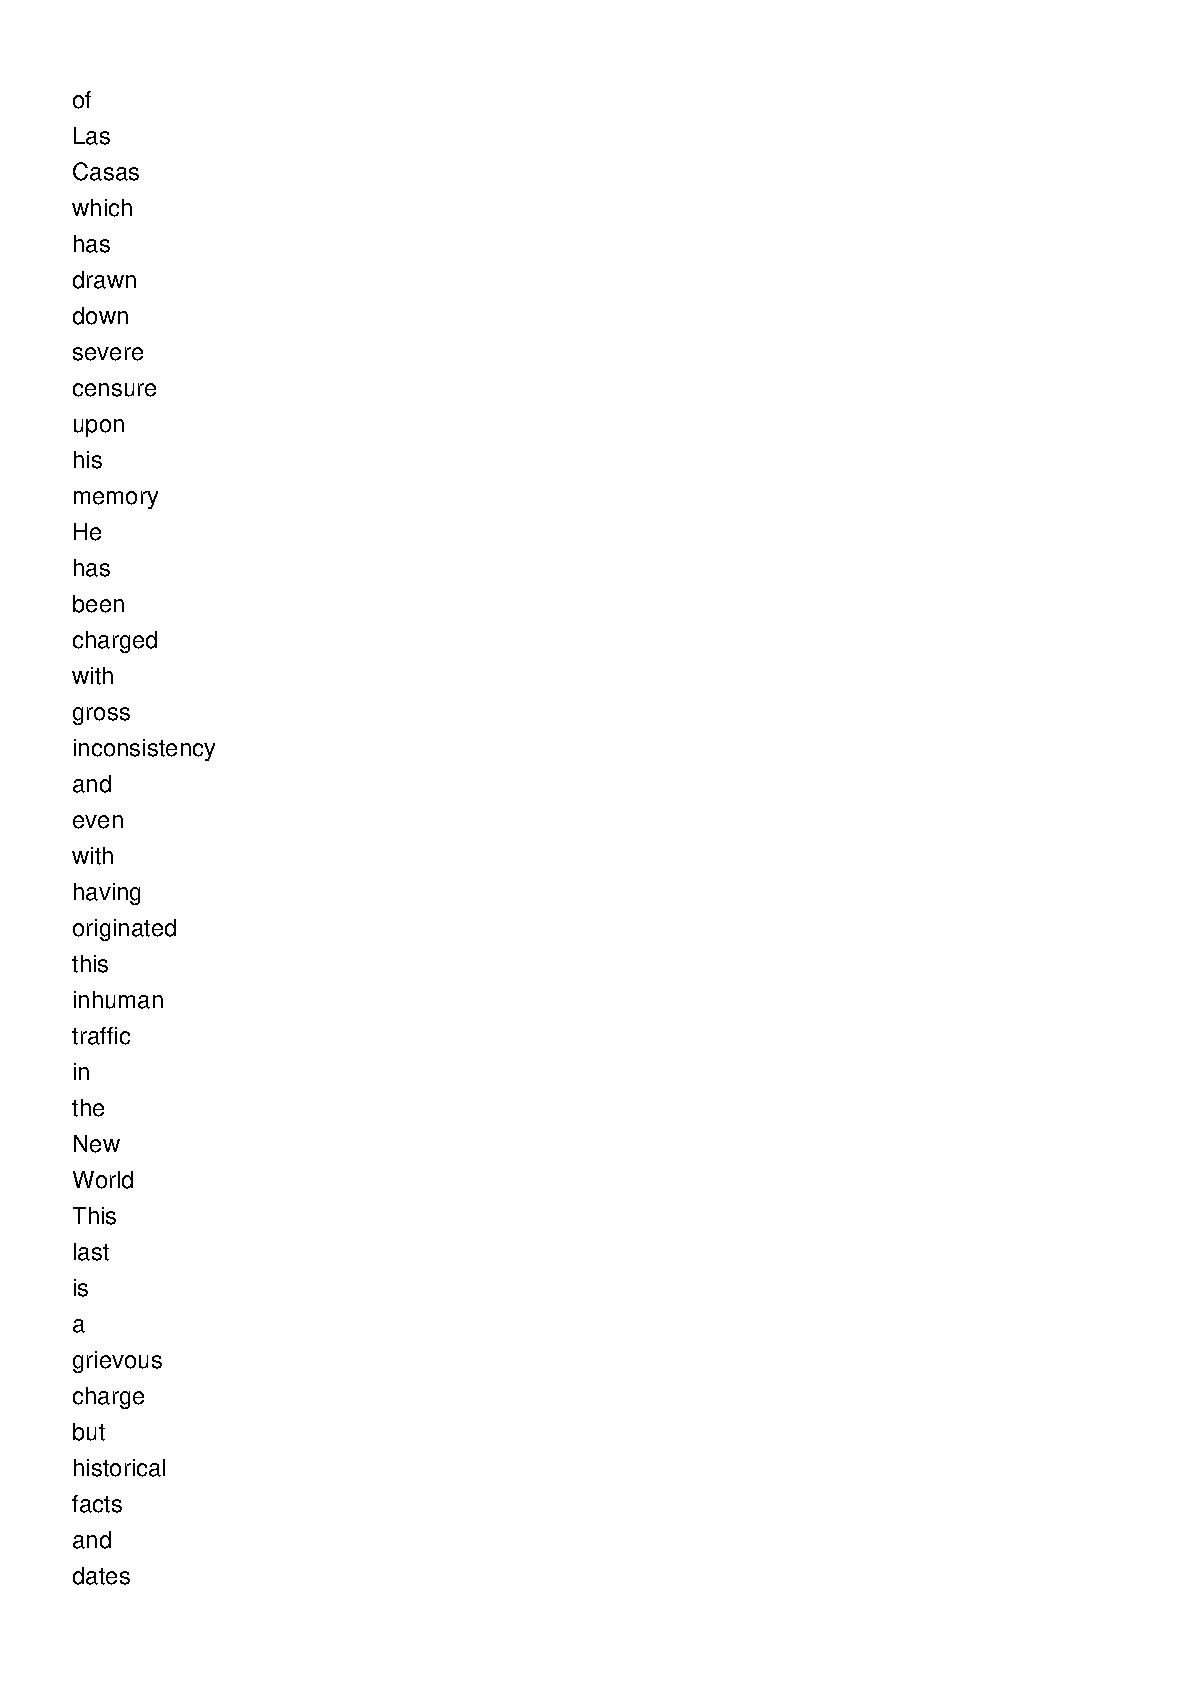 of
Las
Casas
which
has
drawn
down
severe
censure
upon
his
memory
He
has
been
charged
with
gross
inconsistency
and
even
with
having
originated
this
inhuman
traffic
in
the
New
World
This
last
is
a
grievous
charge
but
historical
facts
and
dates